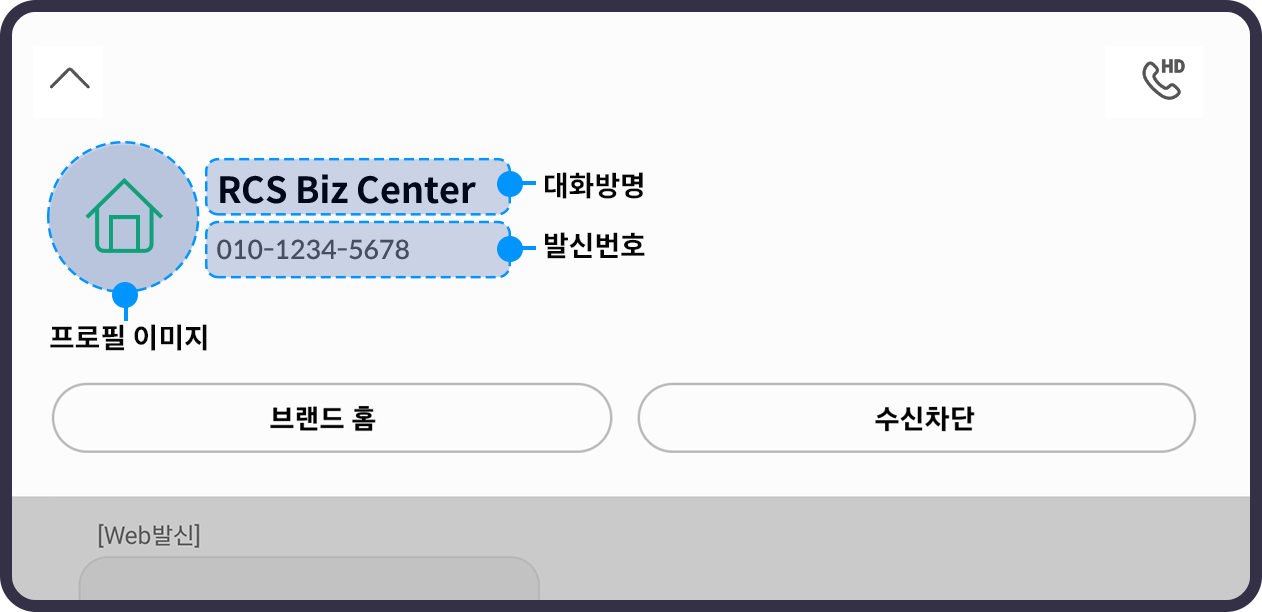 HD
RCS Biz Center
대화방명
010-1234-5678
발신번호
프로필 이미지
브랜드 홈
수신차단
[Web발신]